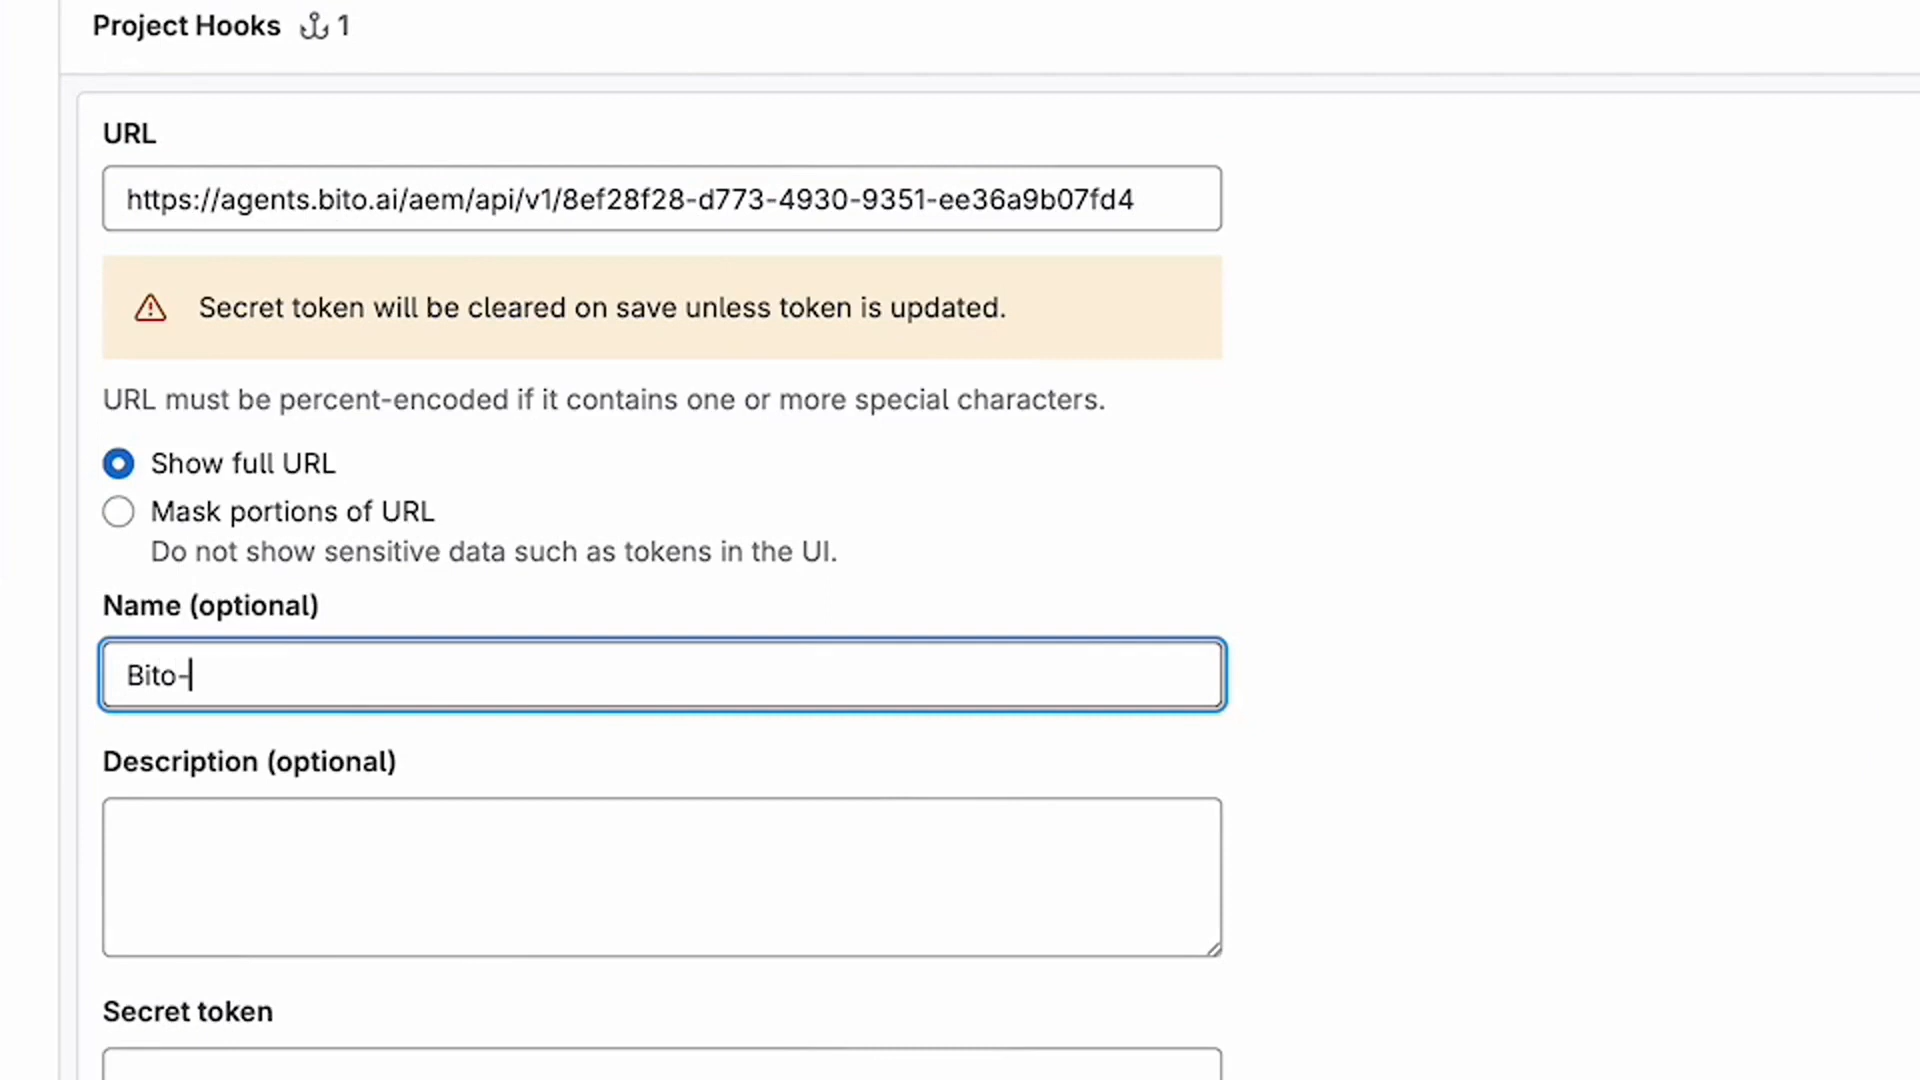 Project Hooks 1
URL
https://agents.bito.ai/aem/api/v1/8ef28f28-d773-4930-9351-ee36a9b07fd4
Secret token will be cleared on save unless token is updated.
URL must be percent-encoded if it contains one or more special characters.
Show full URL
Mask portions of URL
Do not show sensitive data such as tokens in the UI.
Name (optional)
Bito-
Description (optional)
Secret token